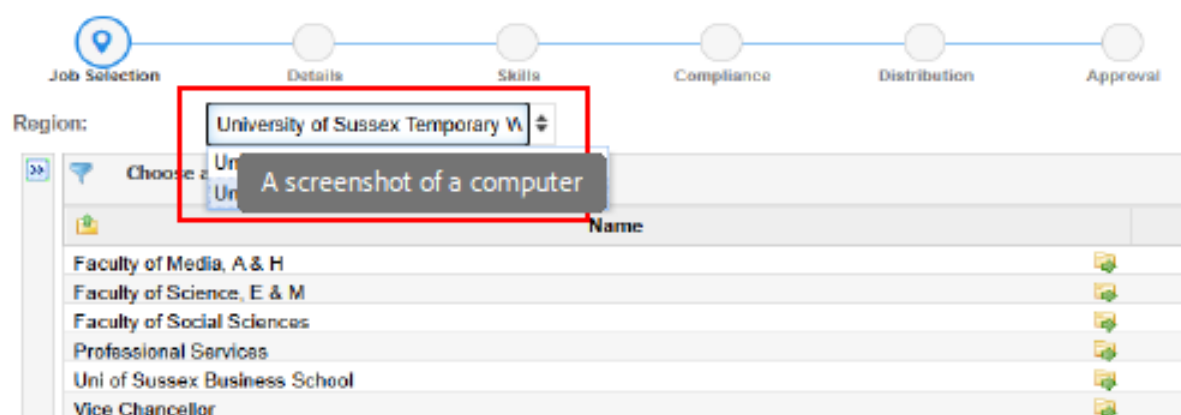 Job Selection Details Skills Compliance Distribution Approval
Region: University of Sussex Temporary W
Choose a
A screenshot of a computer
Name
Faculty of Media, A & H
Faculty of Science, E & M
Faculty of Social Sciences
Professional Services
Uni of Sussex Business School
Vice Chancellor